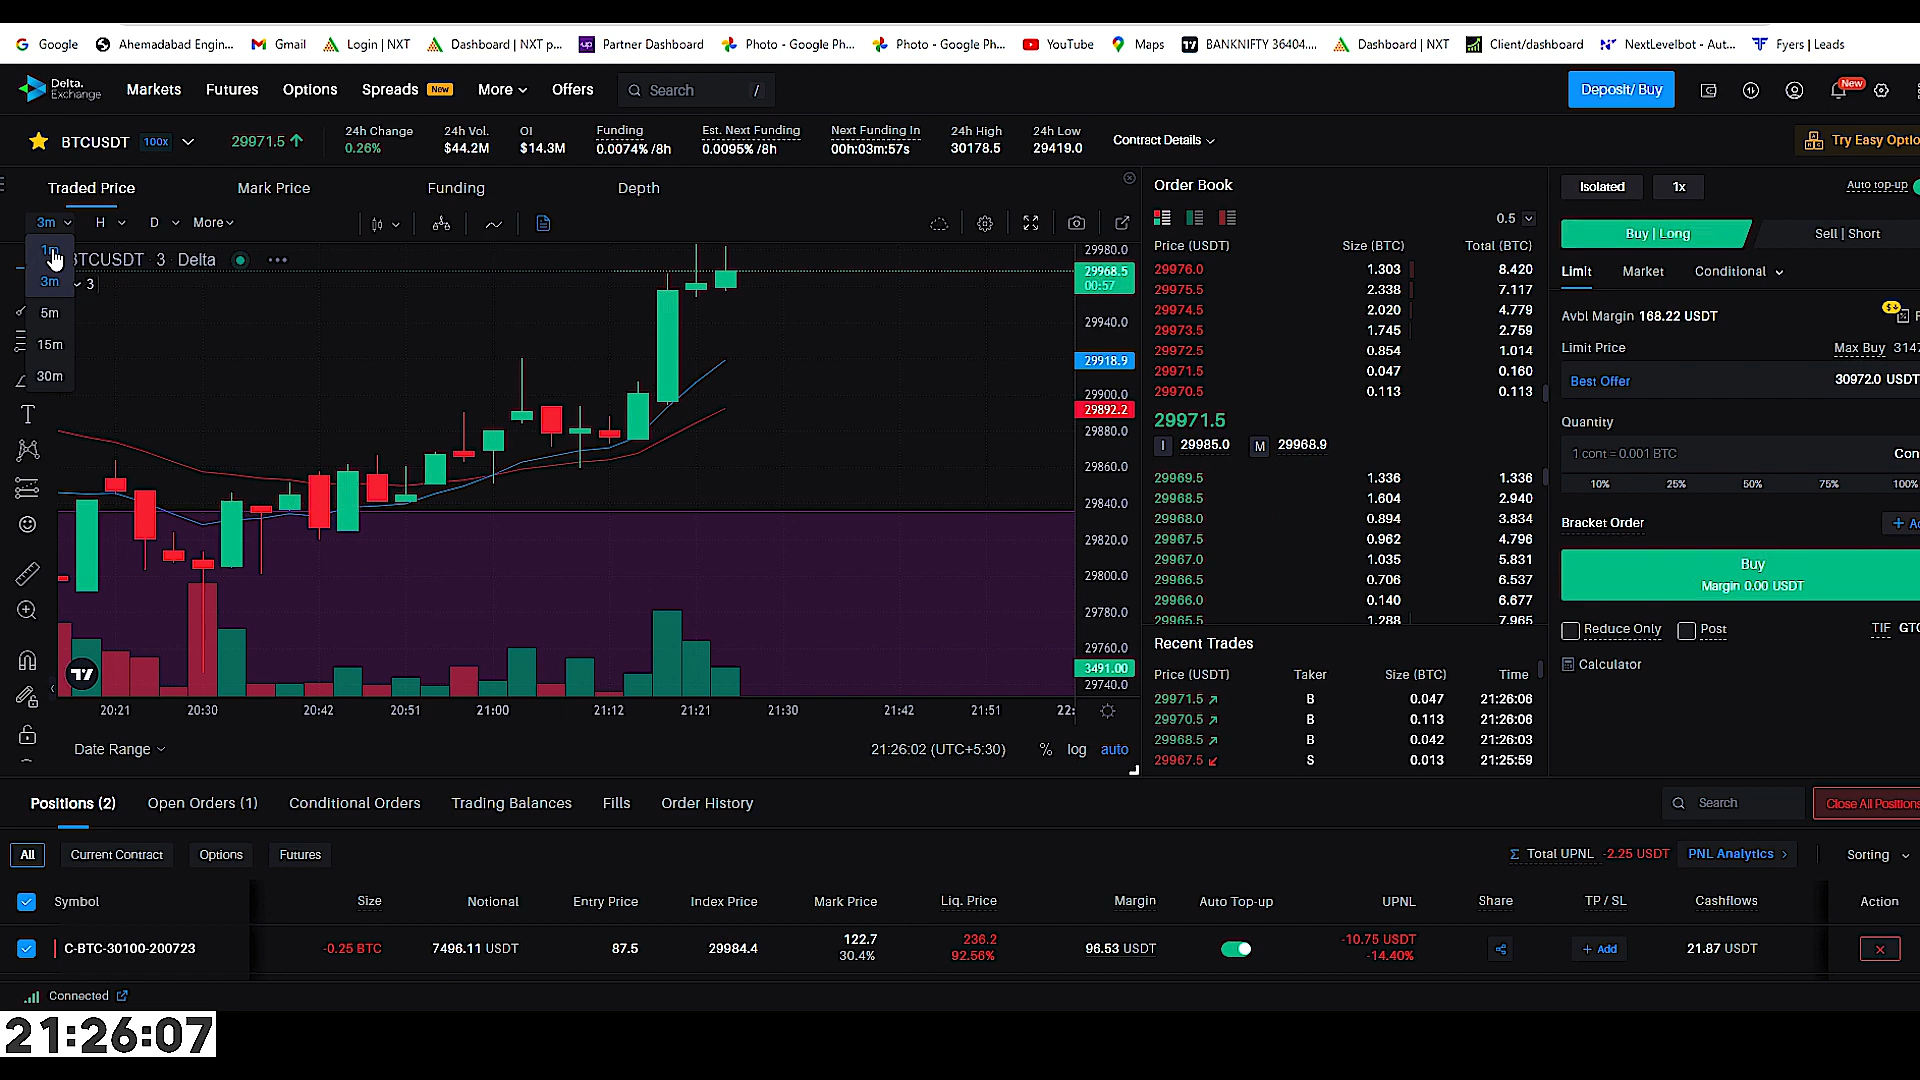 Google Ahemadabad Engin... Gmail Login | NXT Dashboard | NXT p... Partner Dashboard Photo - Google Ph... Photo - Google Ph... YouTube Maps BANKNIFTY 36404.... Dashboard | NXT Client/dashboard NextLevelbot - Aut... Fyers | Leads
Delta. Exchange Markets Futures Options Spreads New More Offers Search / Deposit/ Buy New
BTCUSDT 100x 29971.5 24h Change 0.26% 24h Vol. $44.2M OI $14.3M Funding 0.0074% /8h Est. Next Funding 0.0095% /8h Next Funding In 00h:03m:57s 24h High 30178.5 24h Low 29419.0 Contract Details Try Easy Optio
Traded Price Mark Price Funding Depth
3m H D More
1m
3m
5m
15m
30m
BTCUSDT · 3 · Delta
3
29980.0
29968.5
00:57
29940.0
29918.9
29900.0
29892.2
29880.0
29860.0
29840.0
29820.0
29800.0
29780.0
29760.0
3491.00
29740.0
20:21 20:30 20:42 20:51 21:00 21:12 21:21 21:30 21:42 21:51 22:
Date Range 21:26:02 (UTC+5:30) % log auto
Order Book
0.5
Price (USDT) Size (BTC) Total (BTC)
29976.0 1.303 8.420
29975.5 2.338 7.117
29974.5 2.020 4.779
29973.5 1.745 2.759
29972.5 0.854 1.014
29971.5 0.047 0.160
29970.5 0.113 0.113
29971.5
I 29985.0 M 29968.9
29969.5 1.336 1.336
29968.5 1.604 2.940
29968.0 0.894 3.834
29967.5 0.962 4.796
29967.0 1.035 5.831
29966.5 0.706 6.537
29966.0 0.140 6.677
29965.5 1.288 7.965
Recent Trades
Price (USDT) Taker Size (BTC) Time
29971.5 B 0.047 21:26:06
29970.5 B 0.113 21:26:06
29968.5 B 0.042 21:26:03
29967.5 S 0.013 21:25:59
Isolated 1x Auto top-up
Buy | Long Sell | Short
Limit Market Conditional
Avbl Margin 168.22 USDT
Limit Price Max Buy 3147
Best Offer 30972.0 USDT
Quantity
1 cont = 0.001 BTC Con
10% 25% 50% 75% 100%
Bracket Order + Ad
Buy
Margin 0.00 USDT
Reduce Only Post TIF GTC
Calculator
Positions (2) Open Orders (1) Conditional Orders Trading Balances Fills Order History Search Close All Positions
All Current Contract Options Futures Σ Total UPNL -2.25 USDT PNL Analytics Sorting
Symbol Size Notional Entry Price Index Price Mark Price Liq. Price Margin Auto Top-up UPNL Share TP / SL Cashflows Action
C-BTC-30100-200723 -0.25 BTC 7496.11 USDT 87.5 29984.4 122.7 30.4% 236.2 92.56% 96.53 USDT -10.75 USDT -14.40% + Add 21.87 USDT
Connected
21:26:07